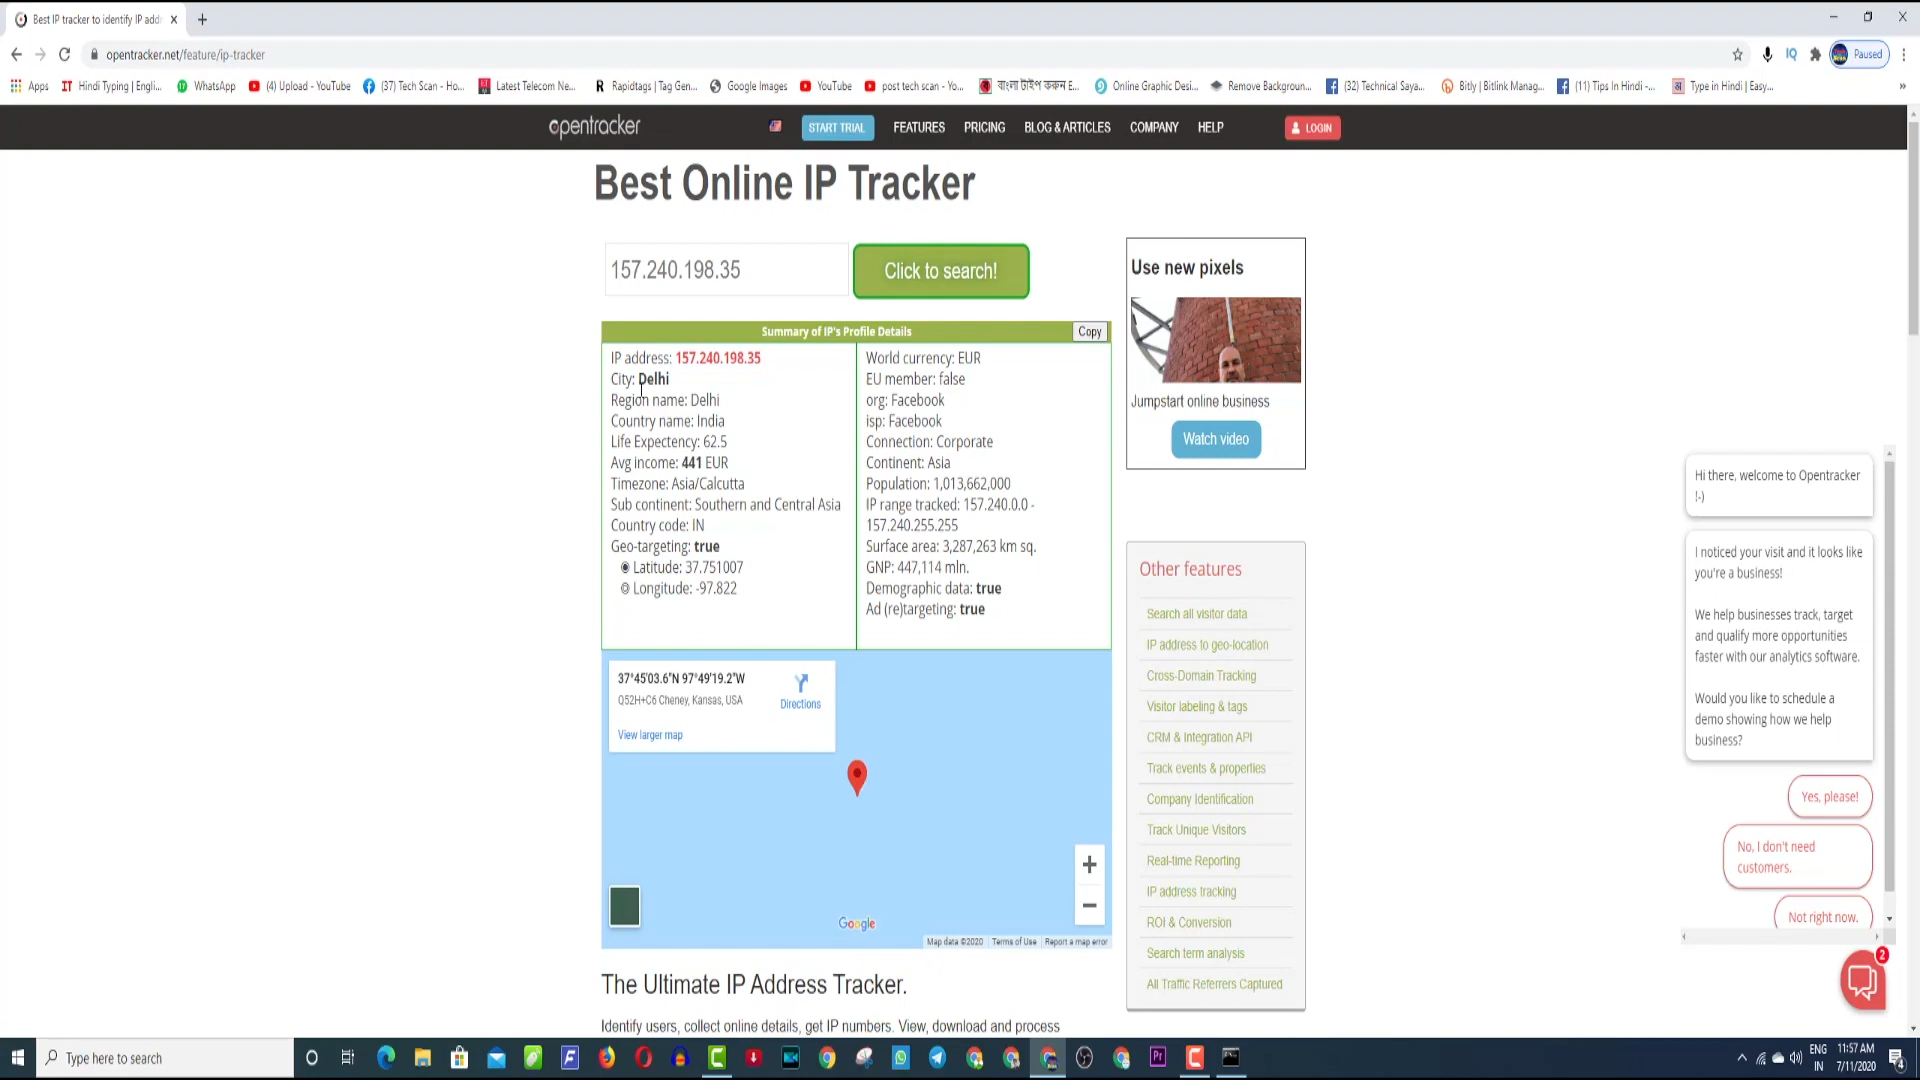 Best IP tracker to identify IP addr
opentracker.net/feature/ip-tracker
IQ
Paused
Apps
Hindi Typing | Engli...
WhatsApp
(4) Upload - YouTube
(37) Tech Scan - Ho...
Latest Telecom Ne...
Rapidtags | Tag Gen...
Google Images
YouTube
post tech scan - Yo...
বাংলা টাইপ করুন E...
Online Graphic Desi...
Remove Backgroun...
(32) Technical Saya...
Bitly | Bitlink Manag...
(11) Tips In Hindi -...
Type in Hindi | Easy...
opentracker
START TRIAL
FEATURES
PRICING
BLOG & ARTICLES
COMPANY
HELP
LOGIN
Best Online IP Tracker
157.240.198.35
Click to search!
Summary of IP's Profile Details
Copy
IP address: 157.240.198.35
City: Delhi
Region name: Delhi
Country name: India
Life Expectency: 62.5
Avg income: 441 EUR
Timezone: Asia/Calcutta
Sub continent: Southern and Central Asia
Country code: IN
Geo-targeting: true
Latitude: 37.751007
Longitude: -97.822
World currency: EUR
EU member: false
org: Facebook
isp: Facebook
Connection: Corporate
Continent: Asia
Population: 1,013,662,000
IP range tracked: 157.240.0.0 -
157.240.255.255
Surface area: 3,287,263 km sq.
GNP: 447,114 mln.
Demographic data: true
Ad (re)targeting: true
37°45'03.6"N 97°49'19.2"W
Q52H+C6 Cheney, Kansas, USA
Directions
View larger map
Google
Map data ©2020
Terms of Use
Report a map error
The Ultimate IP Address Tracker.
Identify users, collect online details, get IP numbers. View, download and process
Use new pixels
Jumpstart online business
Watch video
Other features
Search all visitor data
IP address to geo-location
Cross-Domain Tracking
Visitor labeling & tags
CRM & Integration API
Track events & properties
Company Identification
Track Unique Visitors
Real-time Reporting
IP address tracking
ROI & Conversion
Search term analysis
All Traffic Referrers Captured
Hi there, welcome to Opentracker
!-)
I noticed your visit and it looks like
you're a business!
We help businesses track, target
and qualify more opportunities
faster with our analytics software.
Would you like to schedule a
demo showing how we help
business?
Yes, please!
No, I don't need
customers.
Not right now.
2
Type here to search
ENG
IN
11:57 AM
7/11/2020
4